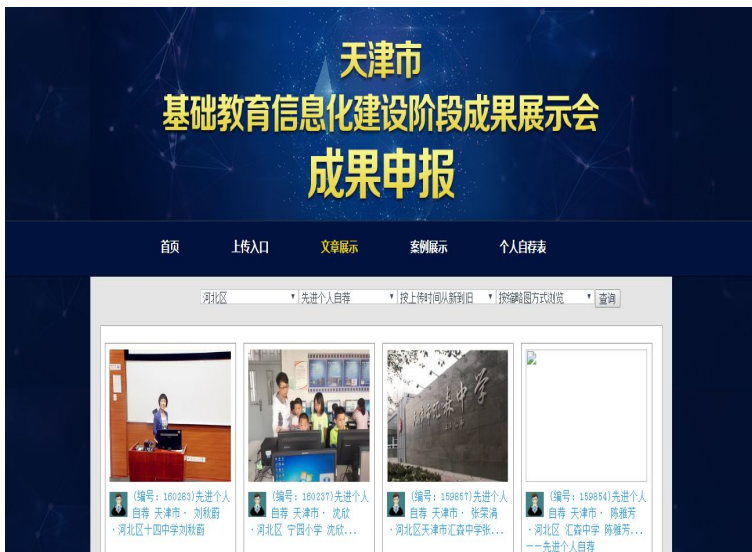 天津市
基础教育信息化建设阶段成果展示会
成果申报
首页 上传入口 文章展示 案例展示 个人自荐表
河北区 先进个人自荐 按上传时间从新到旧 按缩略图方式浏览 查询
(编号：160283)先进个人
自荐 天津市· 刘秋蔚
·河北区十四中学刘秋蔚
(编号：160237)先进个人
自荐 天津市· 沈欣
·河北区 宁园小学 沈欣...
(编号：159857)先进个人
自荐 天津市· 张荣涓
·河北区天津市汇森中学张...
(编号：159854)先进个人
自荐 天津市· 陈雅芳
·河北区 汇森中学 陈雅芳...
——先进个人自荐